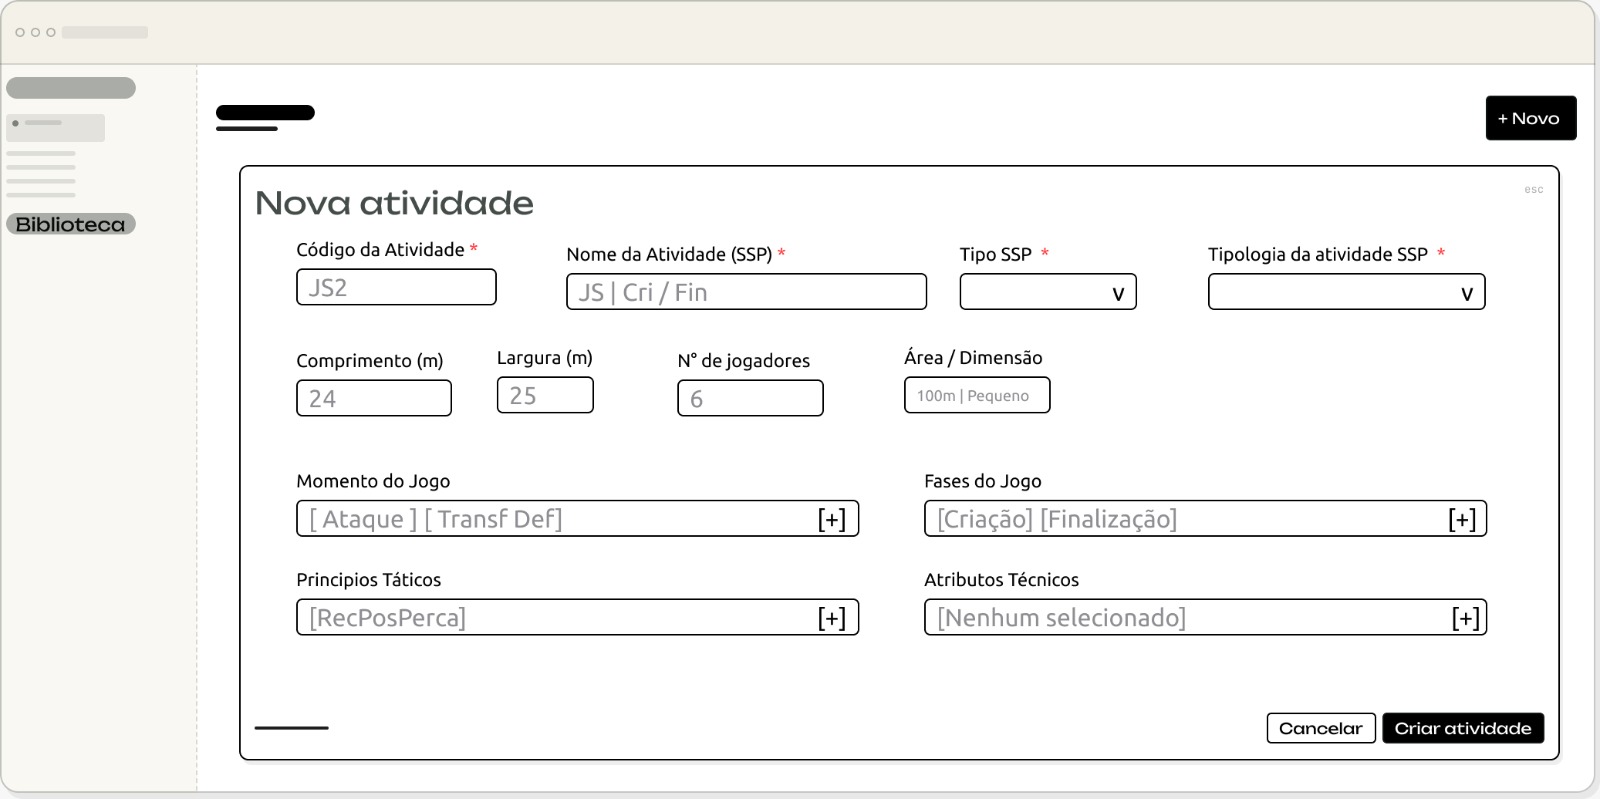 + Novo
Biblioteca
Nova atividade
esc
Código da Atividade *
JS2
Nome da Atividade (SSP) *
JS | Cri / Fin
Tipo SSP *
v
Tipologia da atividade SSP *
v
Comprimento (m)
24
Largura (m)
25
N° de jogadores
6
Área / Dimensão
100m | Pequeno
Momento do Jogo
[ Ataque ] [ Transf Def] [+]
Fases do Jogo
[Criação] [Finalização] [+]
Principios Táticos
[RecPosPerca] [+]
Atributos Técnicos
[Nenhum selecionado] [+]
Cancelar
Criar atividade